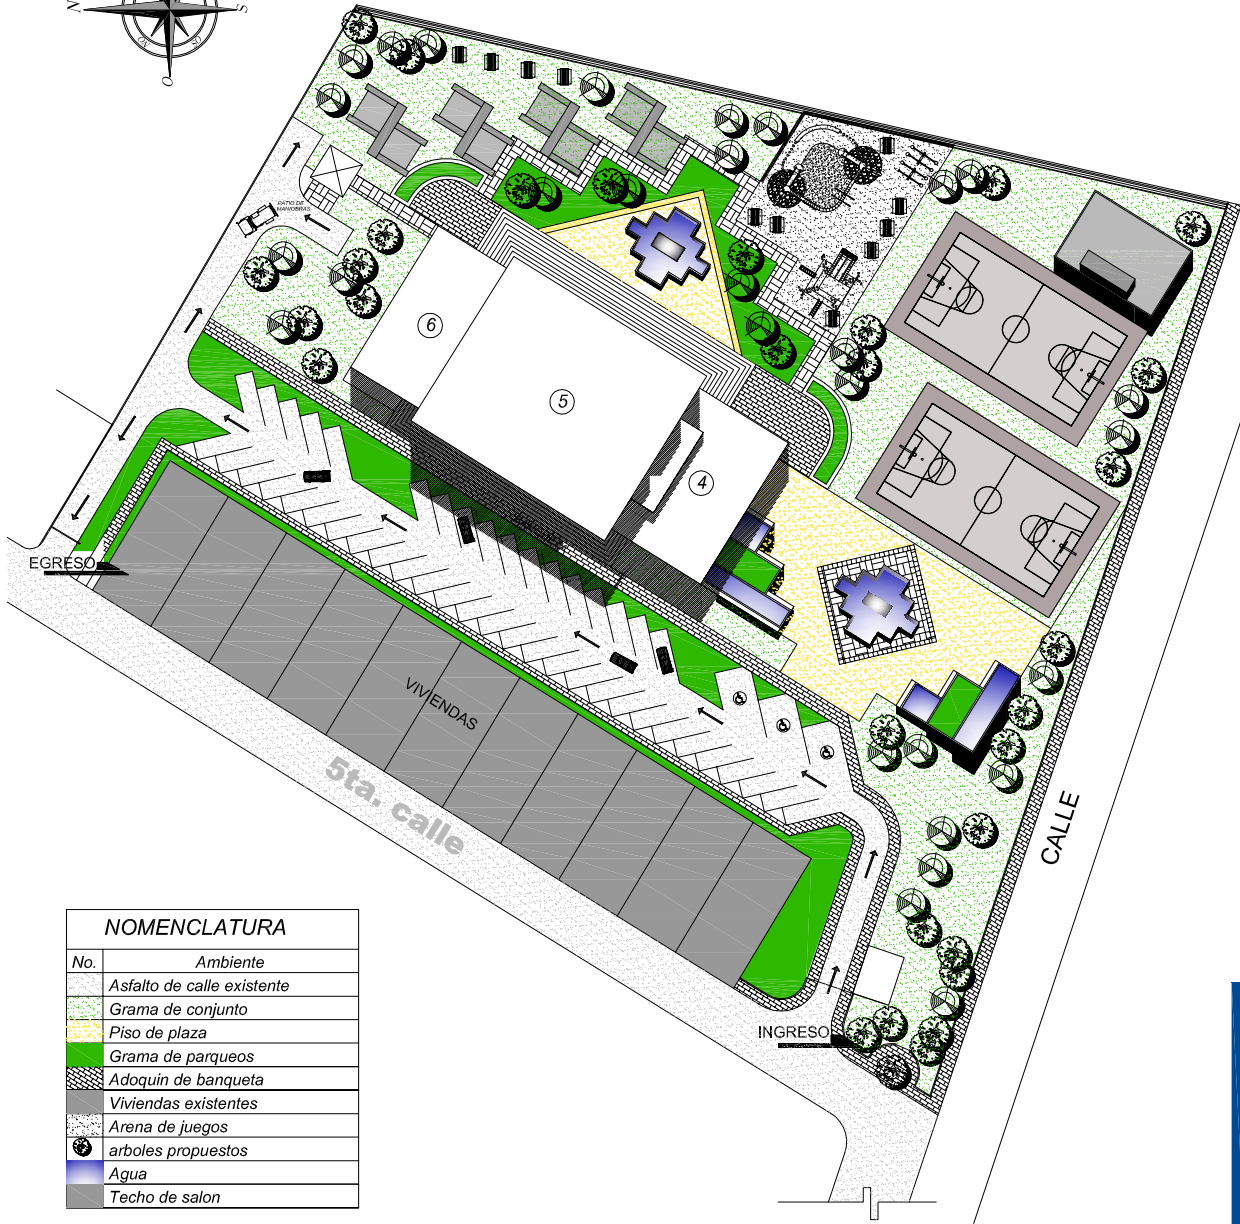 N
S
O
NO
SO
PATIO DE
MANIOBRAS
6
5
4
EGRESO
VIVIENDAS
5ta. calle
CALLE
INGRESO
NOMENCLATURA
No. Ambiente
Asfalto de calle existente
Grama de conjunto
Piso de plaza
Grama de parqueos
Adoquin de banqueta
Viviendas existentes
Arena de juegos
arboles propuestos
Agua
Techo de salon